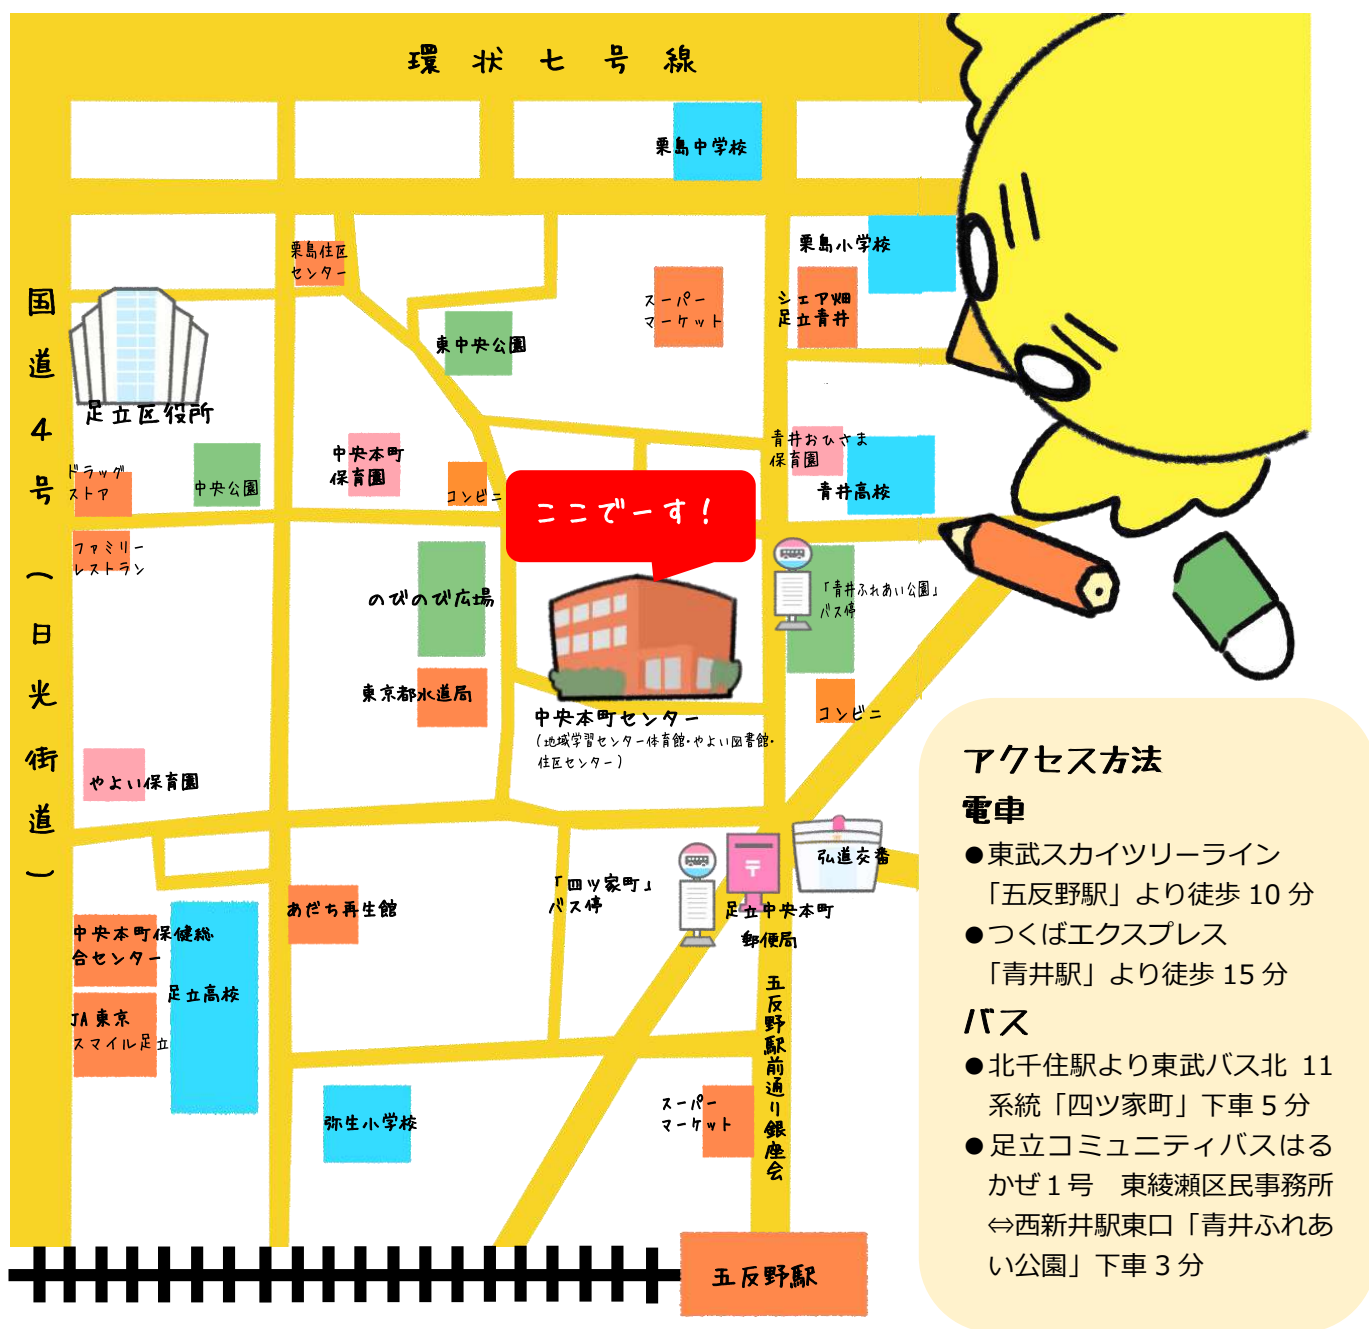 環状七号線
栗島中学校
栗島小学校
栗島住区
センター
スーパー
マーケット
シェア畑
足立青井
国道4号(日光街道)
東中央公園
足立区役所
中央本町
保育園
青井おひさま
保育園
青井高校
ドラッグ
ストア
中央公園
コンビニ
ここでーす！
ファミリー
レストラン
のびのび広場
「青井ふれあい公園」
バス停
東京都水道局
コンビニ
中央本町センター
(地域学習センター体育館・やよい図書館・
住区センター)
やよい保育園
弘道交番
「四ツ家町」
バス停
足立中央本町
郵便局
あだち再生館
中央本町保健総
合センター
足立高校
JA東京
スマイル足立
五反野駅前通り銀座会
弥生小学校
スーパー
マーケット
五反野駅
アクセス方法
電車
●東武スカイツリーライン
「五反野駅」より徒歩10分
●つくばエクスプレス
「青井駅」より徒歩15分
バス
●北千住駅より東武バス北 11
系統「四ツ家町」下車5分
●足立コミュニティバスはる
かぜ1号　東綾瀬区民事務所
⇔西新井駅東口「青井ふれあ
い公園」下車3分